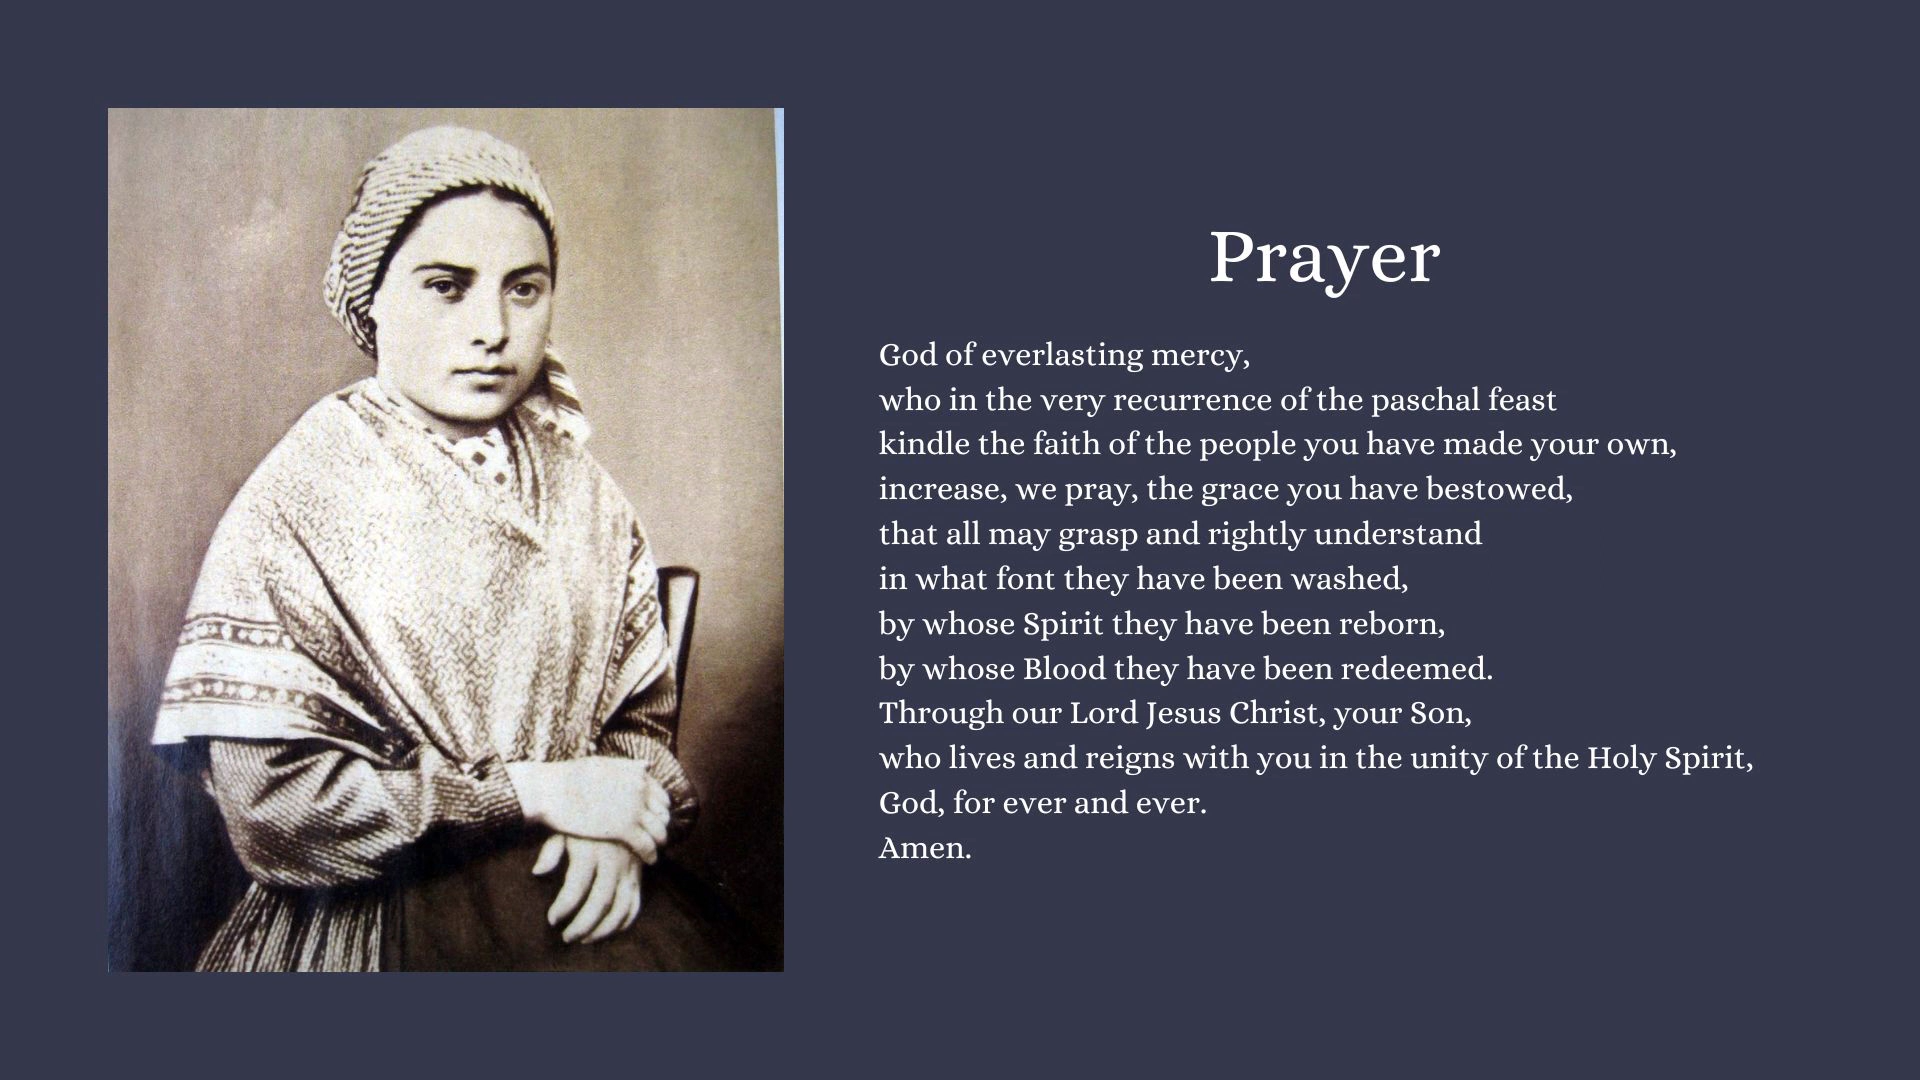 Prayer
God of everlasting mercy,
who in the very recurrence of the paschal feast
kindle the faith of the people you have made your own,
increase, we pray, the grace you have bestowed,
that all may grasp and rightly understand
in what font they have been washed,
by whose Spirit they have been reborn,
by whose Blood they have been redeemed.
Through our Lord Jesus Christ, your Son,
who lives and reigns with you in the unity of the Holy Spirit,
God, for ever and ever.
Amen.